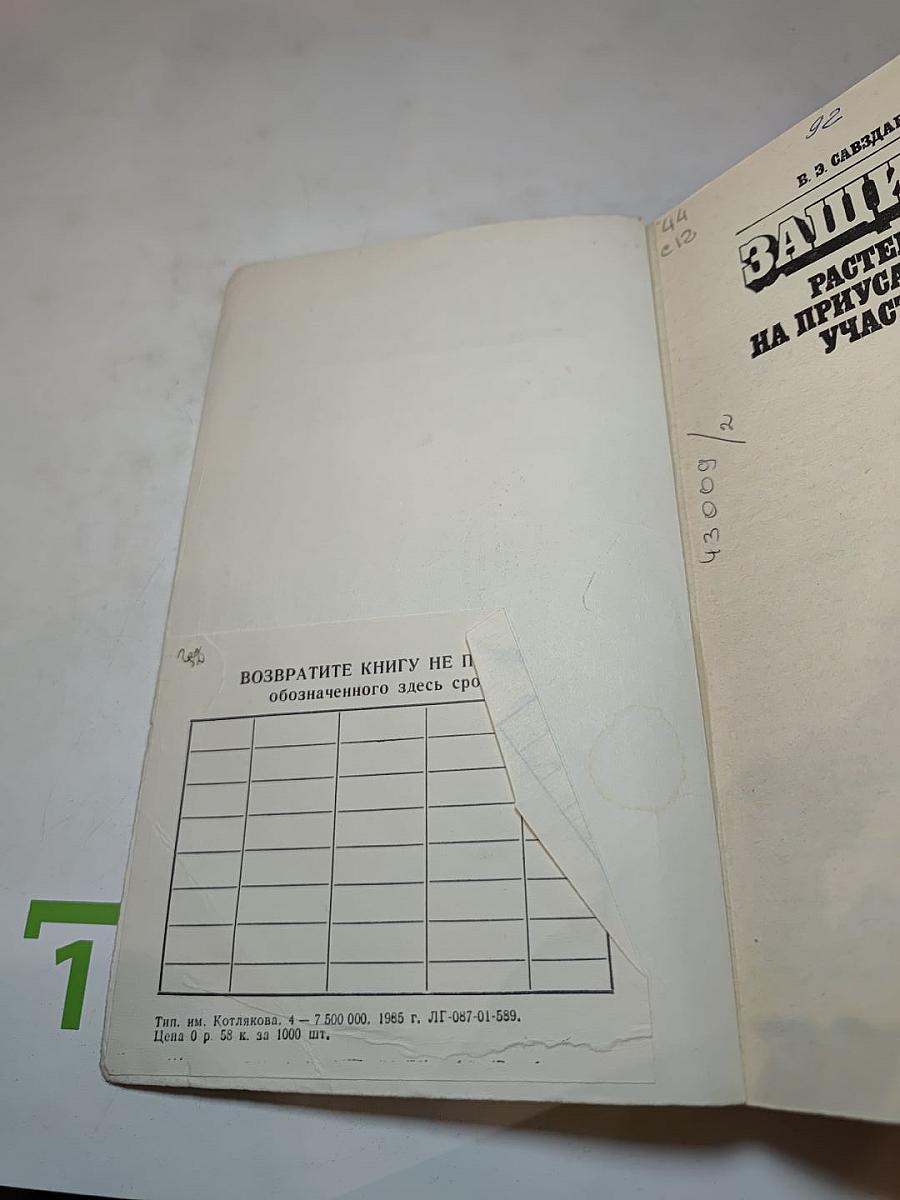 ВОЗВРАТИТЕ КНИГУ НЕ П
обозначенного здесь сро
Тип. им. Котлякова. 4 — 7 500 000. 1985 г. ЛГ-087-01-589.
Цена 0 р. 58 к. за 1000 шт.
1
92
В. Э. САВЗДАР
44
С12
ЗАЩИ
РАСТЕ
НА ПРИУСА
УЧАСТ
43009/2